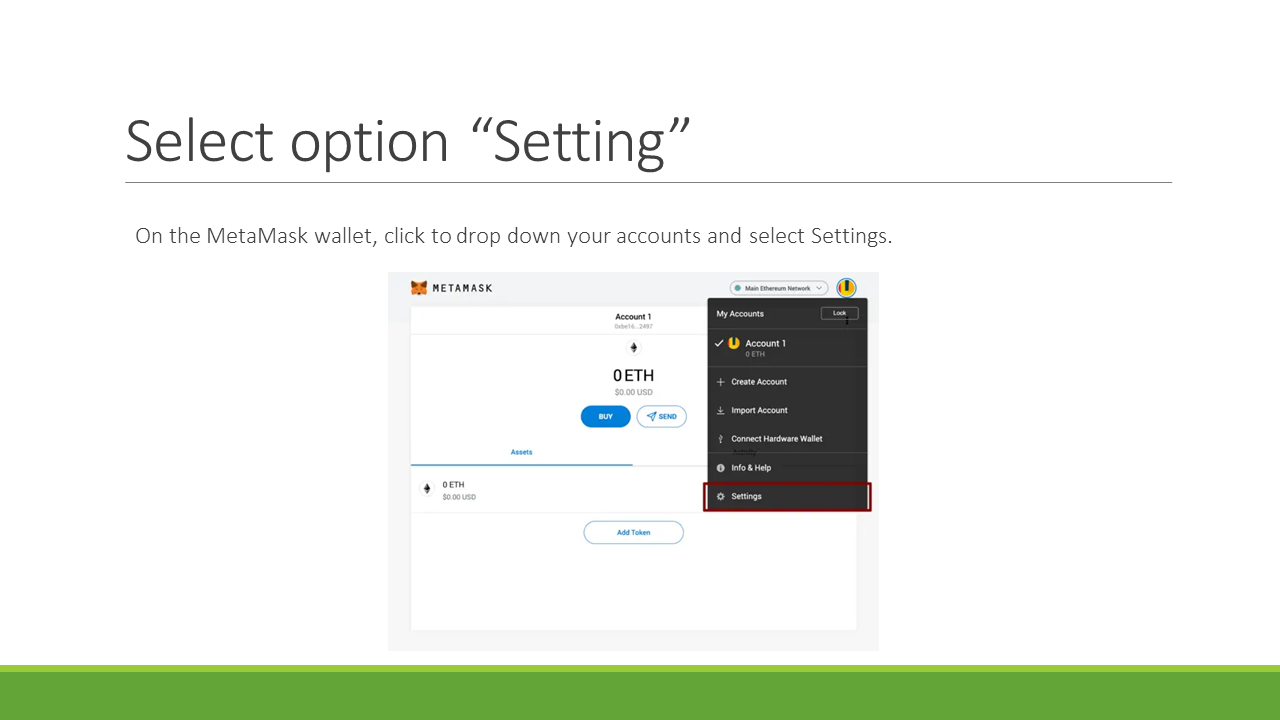 Select option “Setting”
On the MetaMask wallet, click to drop down your accounts and select Settings.
METAMASK
Main Ethereum Network
Account 1
0xbe16...2497
My Accounts
Lock
Account 1
0 ETH
0 ETH
$0.00 USD
Create Account
BUY
SEND
Import Account
Connect Hardware Wallet
Assets
Activity
Info & Help
0 ETH
$0.00 USD
Settings
Add Token